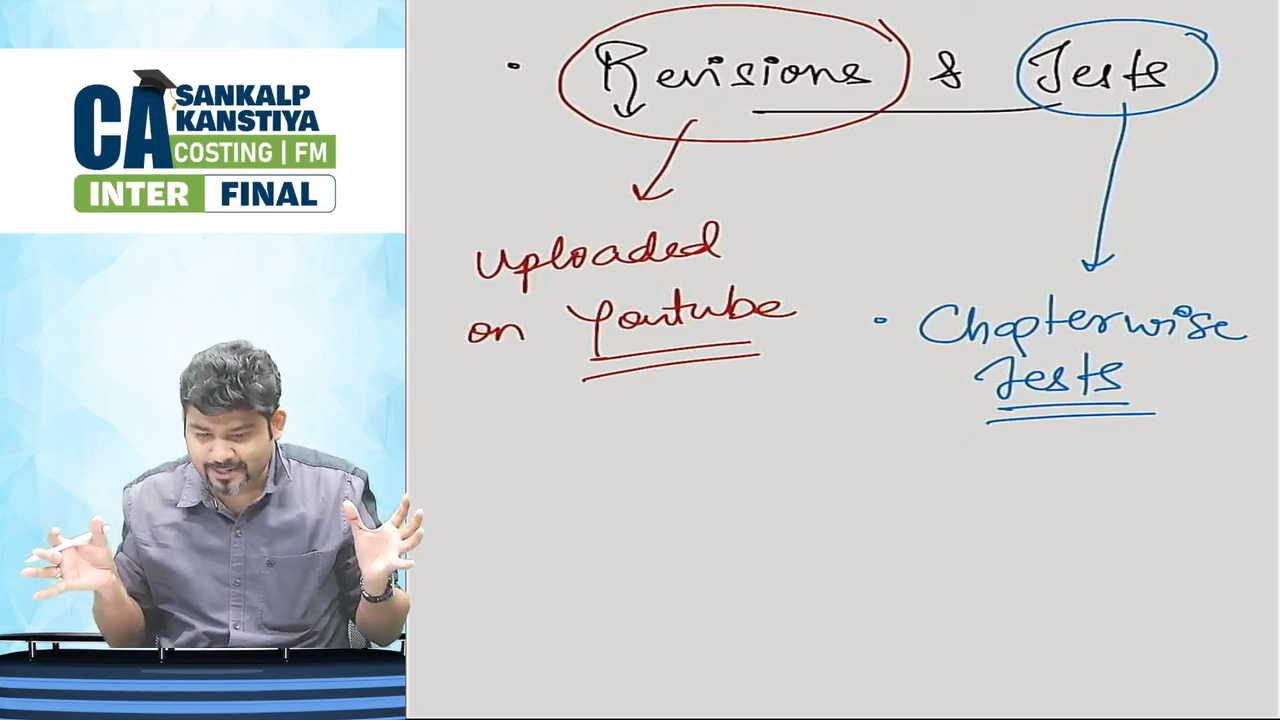 CA
SANKALP
KANSTIYA
COSTING | FM
INTER FINAL
• Revisions & Tests
Uploaded
on Youtube
• Chapterwise
Tests